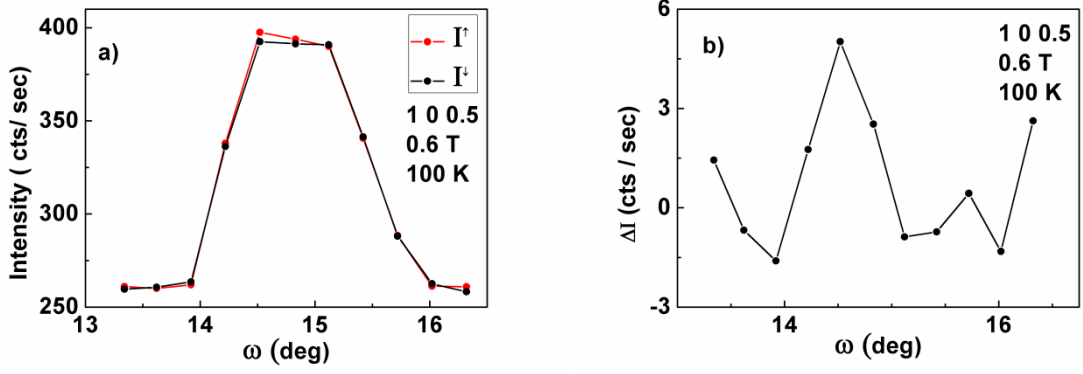 a)
Intensity ( cts/ sec)
400
350
300
250
I↑
I↓
1 0 0.5
0.6 T
100 K
13
14
15
16
ω (deg)
b)
ΔI (cts / sec)
6
3
0
-3
1 0 0.5
0.6 T
100 K
14
16
ω (deg)